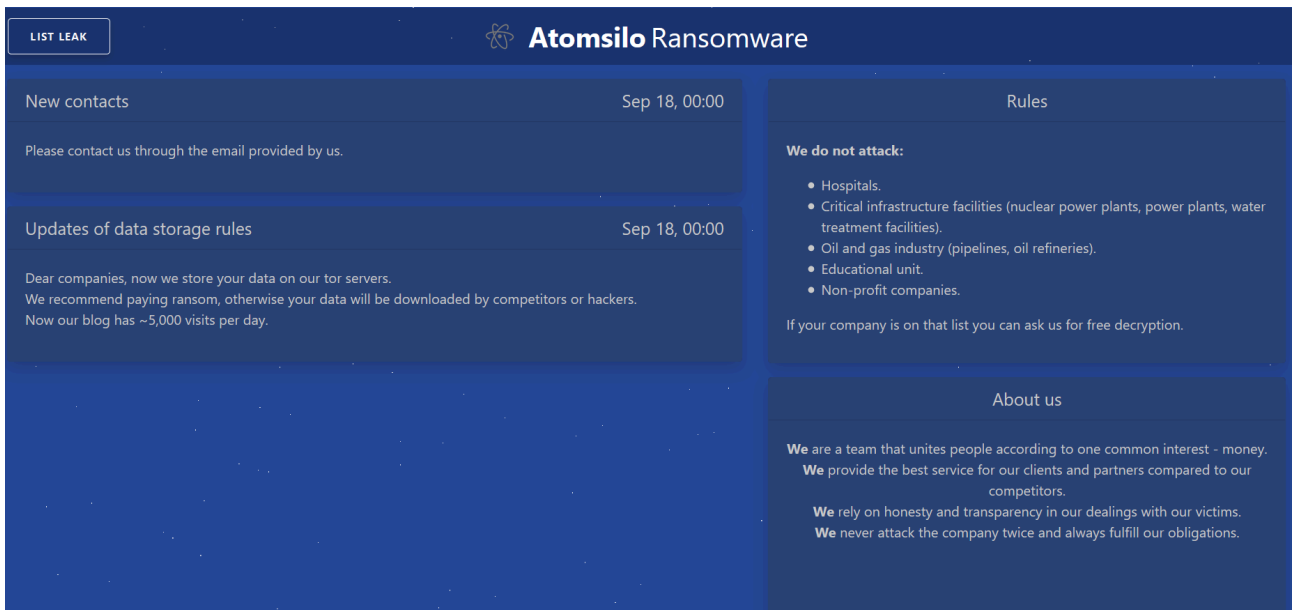 LIST LEAK
Atomsilo Ransomware
New contacts
Sep 18, 00:00
Please contact us through the email provided by us.
Updates of data storage rules
Sep 18, 00:00
Dear companies, now we store your data on our tor servers.
We recommend paying ransom, otherwise your data will be downloaded by competitors or hackers.
Now our blog has ~5,000 visits per day.
Rules
We do not attack:
Hospitals.
Critical infrastructure facilities (nuclear power plants, power plants, water
treatment facilities).
Oil and gas industry (pipelines, oil refineries).
Educational unit.
Non-profit companies.
If your company is on that list you can ask us for free decryption.
About us
We are a team that unites people according to one common interest - money.
We provide the best service for our clients and partners compared to our
competitors.
We rely on honesty and transparency in our dealings with our victims.
We never attack the company twice and always fulfill our obligations.